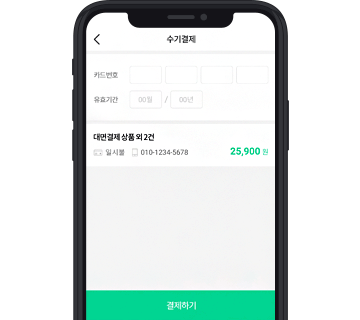 수기결제
카드번호
유효기간 00월 / 00년
대면결제 상품 외 2건
일시불 010-1234-5678 25,900 원
결제하기